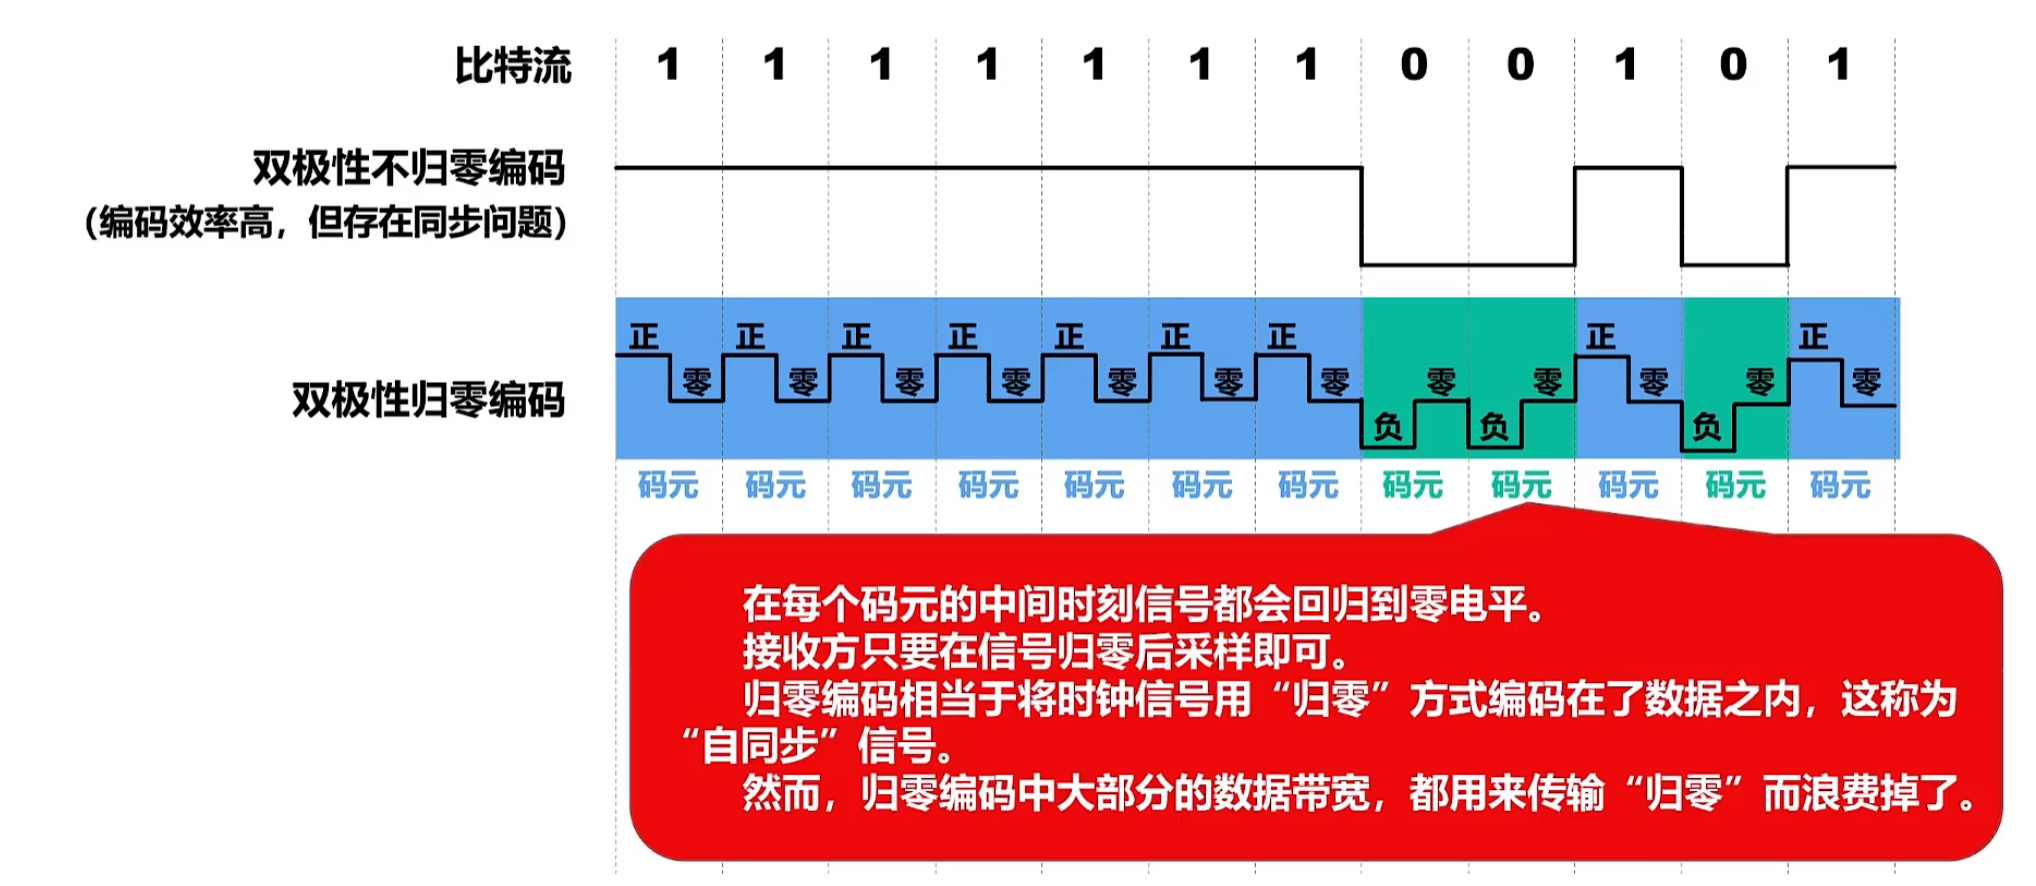 比特流 1 1 1 1 1 1 1 0 0 1 0 1
双极性不归零编码
（编码效率高，但存在同步问题）
正 正 正 正 正 正 正 正 正
零 零 零 零 零 零 零 零 零 零 零 零
双极性归零编码
负 负 负
码元 码元 码元 码元 码元 码元 码元 码元 码元 码元 码元 码元
在每个码元的中间时刻信号都会回归到零电平。
接收方只要在信号归零后采样即可。
归零编码相当于将时钟信号用“归零”方式编码在了数据之内，这称为
“自同步”信号。
然而，归零编码中大部分的数据带宽，都用来传输“归零”而浪费掉了。